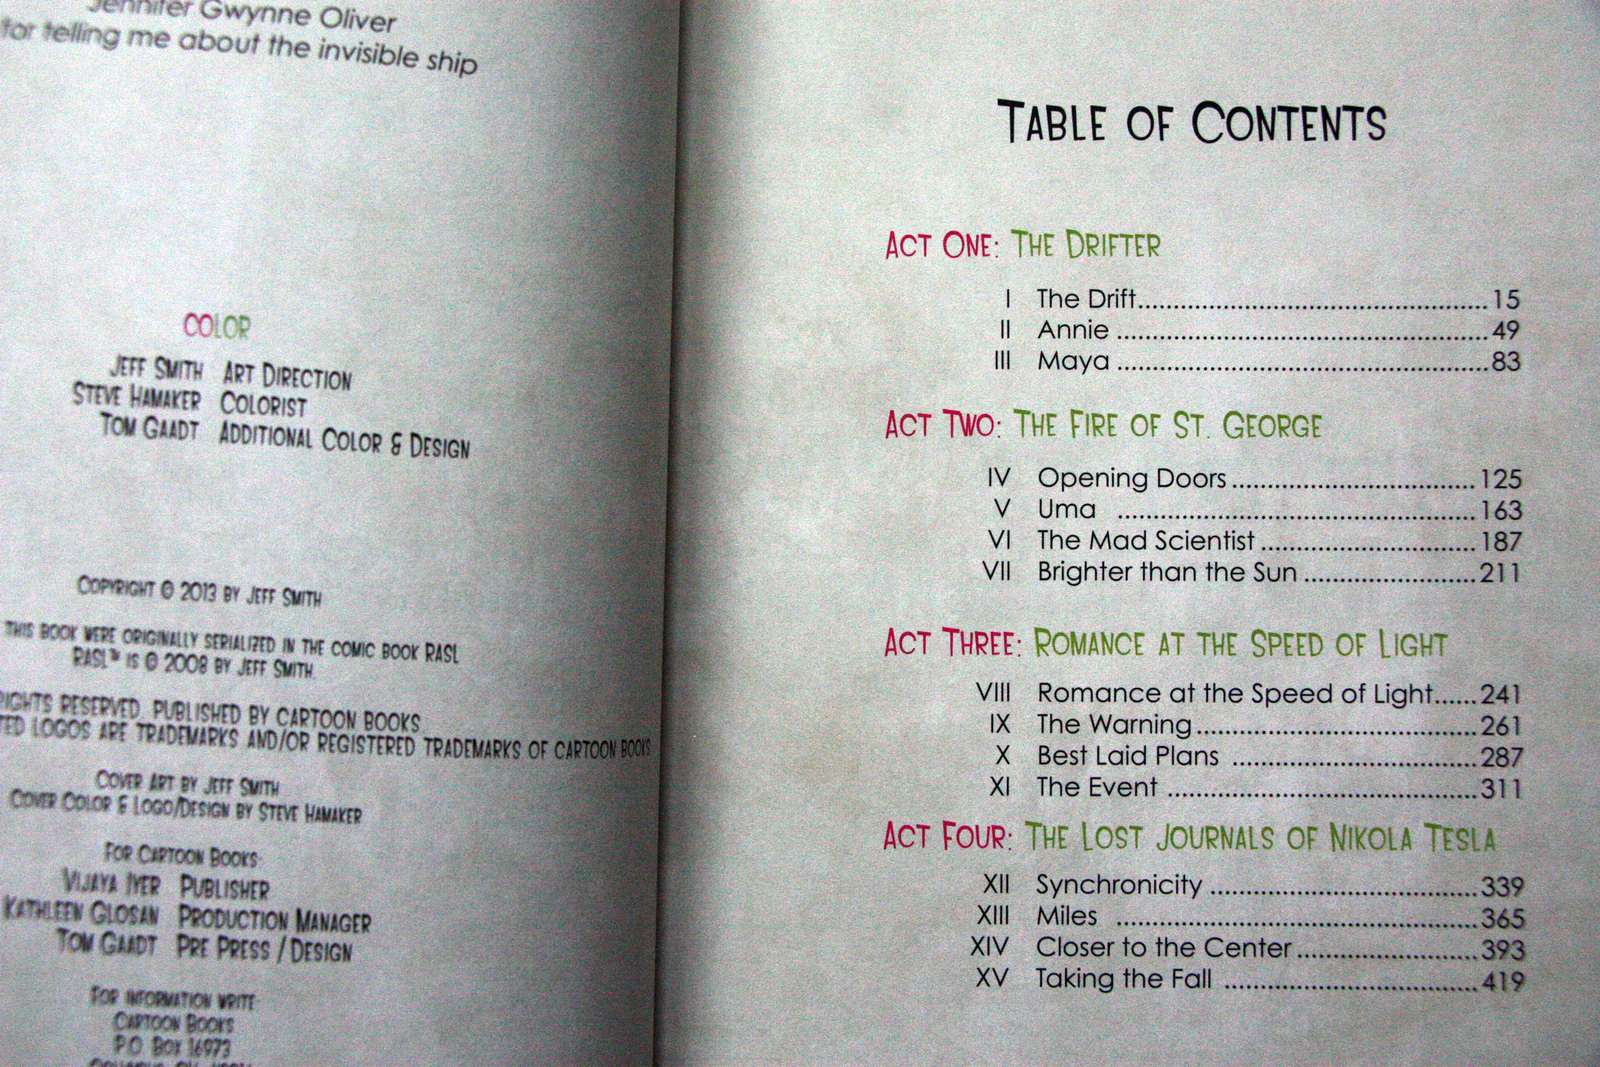 Jennifer Gwynne Oliver
for telling me about the invisible ship
COLOR
JEFF SMITH ART DIRECTION
STEVE HAMAKER COLORIST
TOM GAADT ADDITIONAL COLOR & DESIGN
COPYRIGHT © 2013 BY JEFF SMITH
THIS BOOK WERE ORIGINALLY SERIALIZED IN THE COMIC BOOK RASL
RASL™ IS © 2008 BY JEFF SMITH.
RIGHTS RESERVED. PUBLISHED BY CARTOON BOOKS
LOGOS ARE TRADEMARKS AND/OR REGISTERED TRADEMARKS OF CARTOON BOOKS
COVER ART BY JEFF SMITH
COVER COLOR & LOGO/DESIGN BY STEVE HAMAKER
FOR CARTOON BOOKS:
VIJAYA IYER PUBLISHER
KATHLEEN GLOSAN PRODUCTION MANAGER
TOM GAADT PRE PRESS / DESIGN
FOR INFORMATION WRITE:
CARTOON BOOKS
P.O. BOX 16973
TABLE OF CONTENTS
ACT ONE: THE DRIFTER
I The Drift.................................................15
II Annie ....................................................49
III Maya ....................................................83
ACT TWO: THE FIRE OF ST. GEORGE
IV Opening Doors..................................125
V Uma ..................................................163
VI The Mad Scientist..............................187
VII Brighter than the Sun........................211
ACT THREE: ROMANCE AT THE SPEED OF LIGHT
VIII Romance at the Speed of Light......241
IX The Warning.......................................261
X Best Laid Plans ..................................287
XI The Event ...........................................311
ACT FOUR: THE LOST JOURNALS OF NIKOLA TESLA
XII Synchronicity .....................................339
XIII Miles ..................................................365
XIV Closer to the Center.........................393
XV Taking the Fall ...................................419